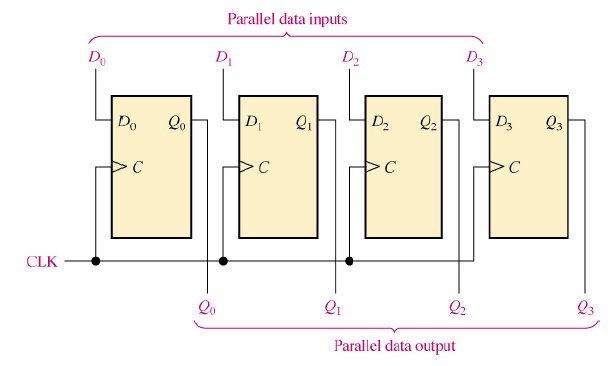 Parallel data inputs
D₀ D₁ D₂ D₃
D₀ Q₀ D₁ Q₁ D₂ Q₂ D₃ Q₃
C C C C
CLK
Q₀ Q₁ Q₂ Q₃
Parallel data output